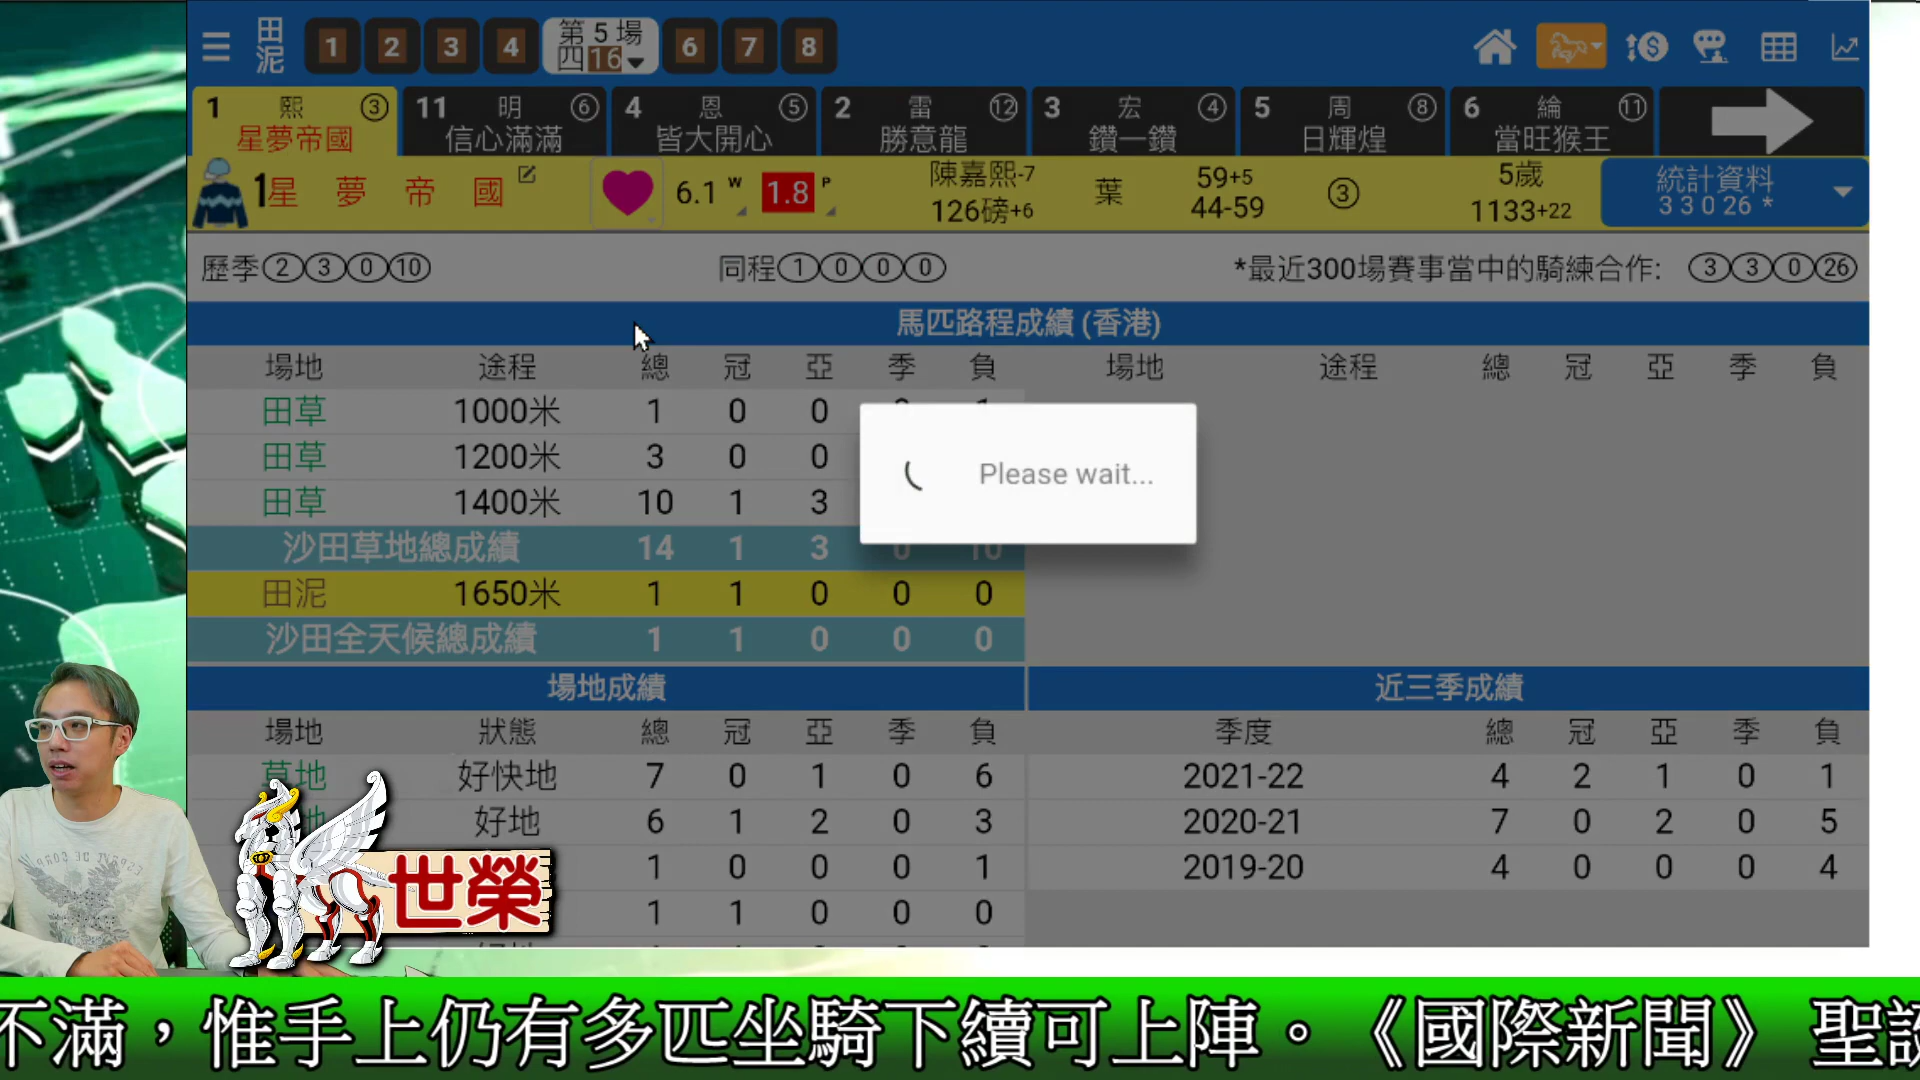 田泥 1 2 3 4 第5場 四16 6 7 8
1 熙 ③ 星夢帝國
11 明 ⑥ 信心滿滿
4 恩 ⑤ 皆大開心
2 雷 ⑫ 勝意龍
3 宏 ④ 鑽一鑽
5 周 ⑧ 日輝煌
6 綸 ⑪ 當旺猴王
1 星夢帝國 6.1 W 1.8 P 陳嘉熙-7 126磅+6 葉 59+5 44-59 ③ 5歲 1133+22 統計資料 3 3 0 26 *
歷季②③⓪⑩ 同程①⓪⓪⓪ *最近300場賽事當中的騎練合作: ③③⓪㉖
馬匹路程成績 (香港)
場地 途程 總 冠 亞 季 負 場地 途程 總 冠 亞 季 負
田草 1000米 1 0 0
田草 1200米 3 0 0
田草 1400米 10 1 3
Please wait...
沙田草地總成績 14 1 3 0 10
田泥 1650米 1 1 0 0 0
沙田全天候總成績 1 1 0 0 0
場地成績 近三季成績
場地 狀態 總 冠 亞 季 負 季度 總 冠 亞 季 負
草地 好快地 7 0 1 0 6 2021-22 4 2 1 0 1
地 好地 6 1 2 0 3 2020-21 7 0 2 0 5
1 0 0 0 1 2019-20 4 0 0 0 4
1 1 0 0 0
世榮
不滿，惟手上仍有多匹坐騎下續可上陣。《國際新聞》 聖誕